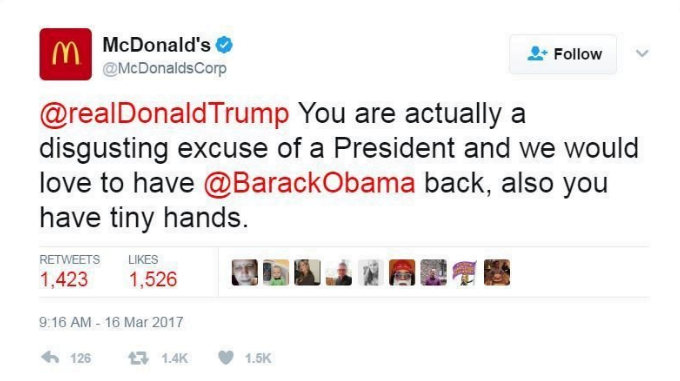 McDonald's
@McDonaldsCorp
Follow
@realDonaldTrump You are actually a
disgusting excuse of a President and we would
love to have @BarackObama back, also you
have tiny hands.
RETWEETS LIKES
1,423 1,526
9:16 AM - 16 Mar 2017
126 1.4K 1.5K